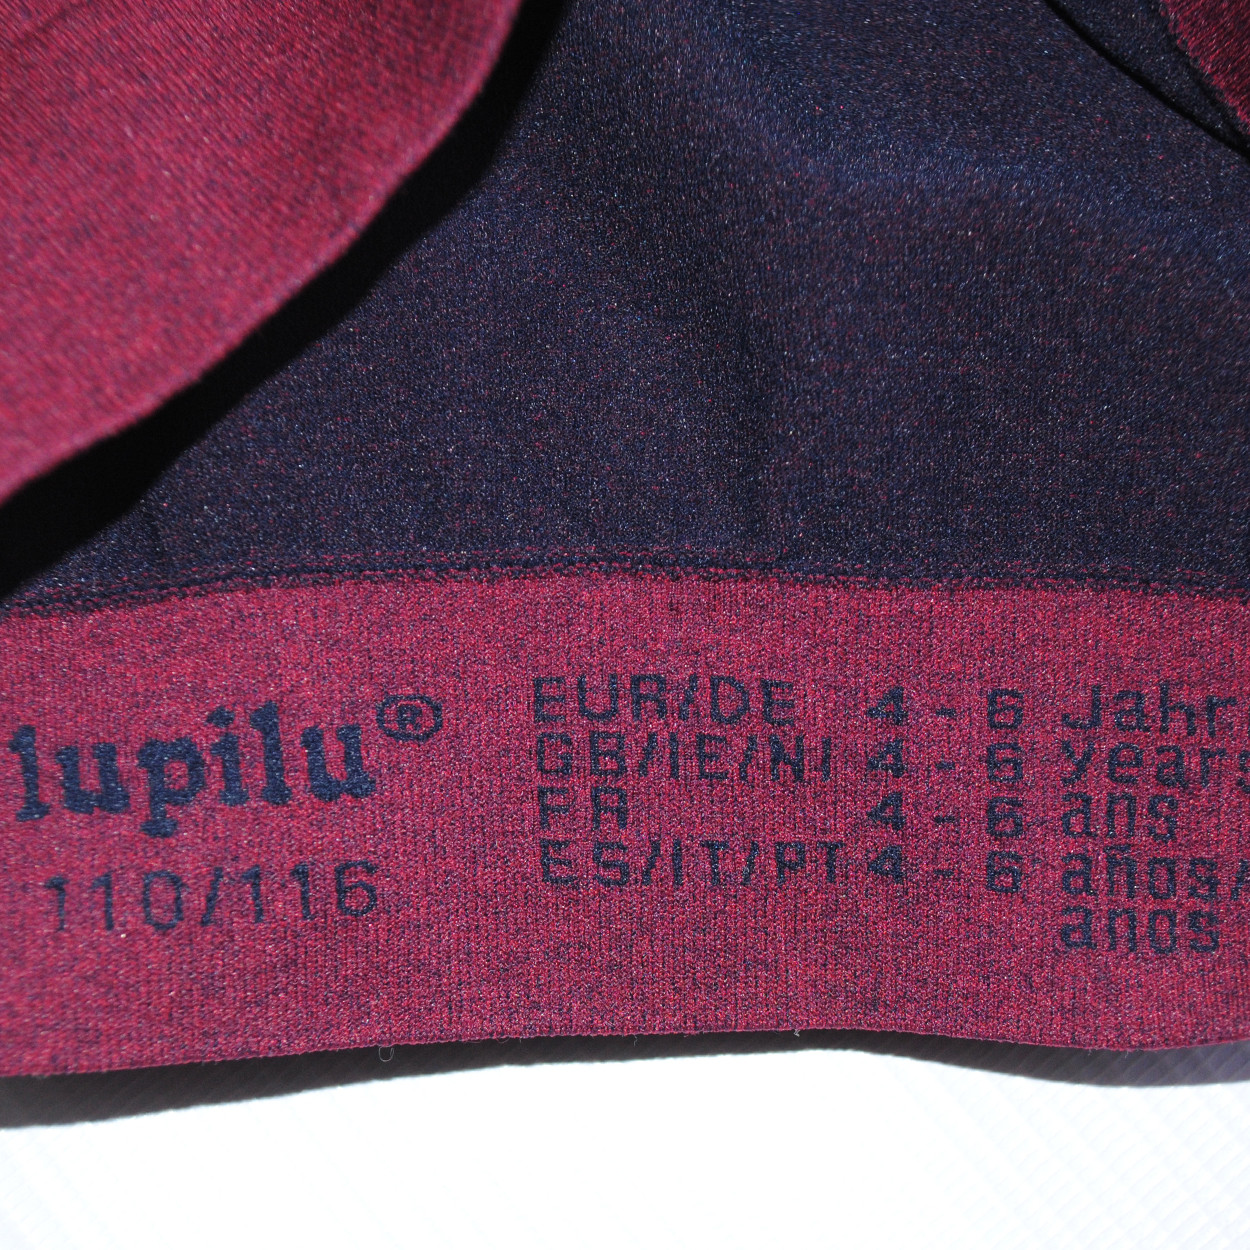 lupilu®
110/116
EUR/DE 4 - 6 Jahr
GB/IE/NI 4 - 6 years
FR 4 - 6 ans
ES/IT/PT 4 - 6 años/
anos